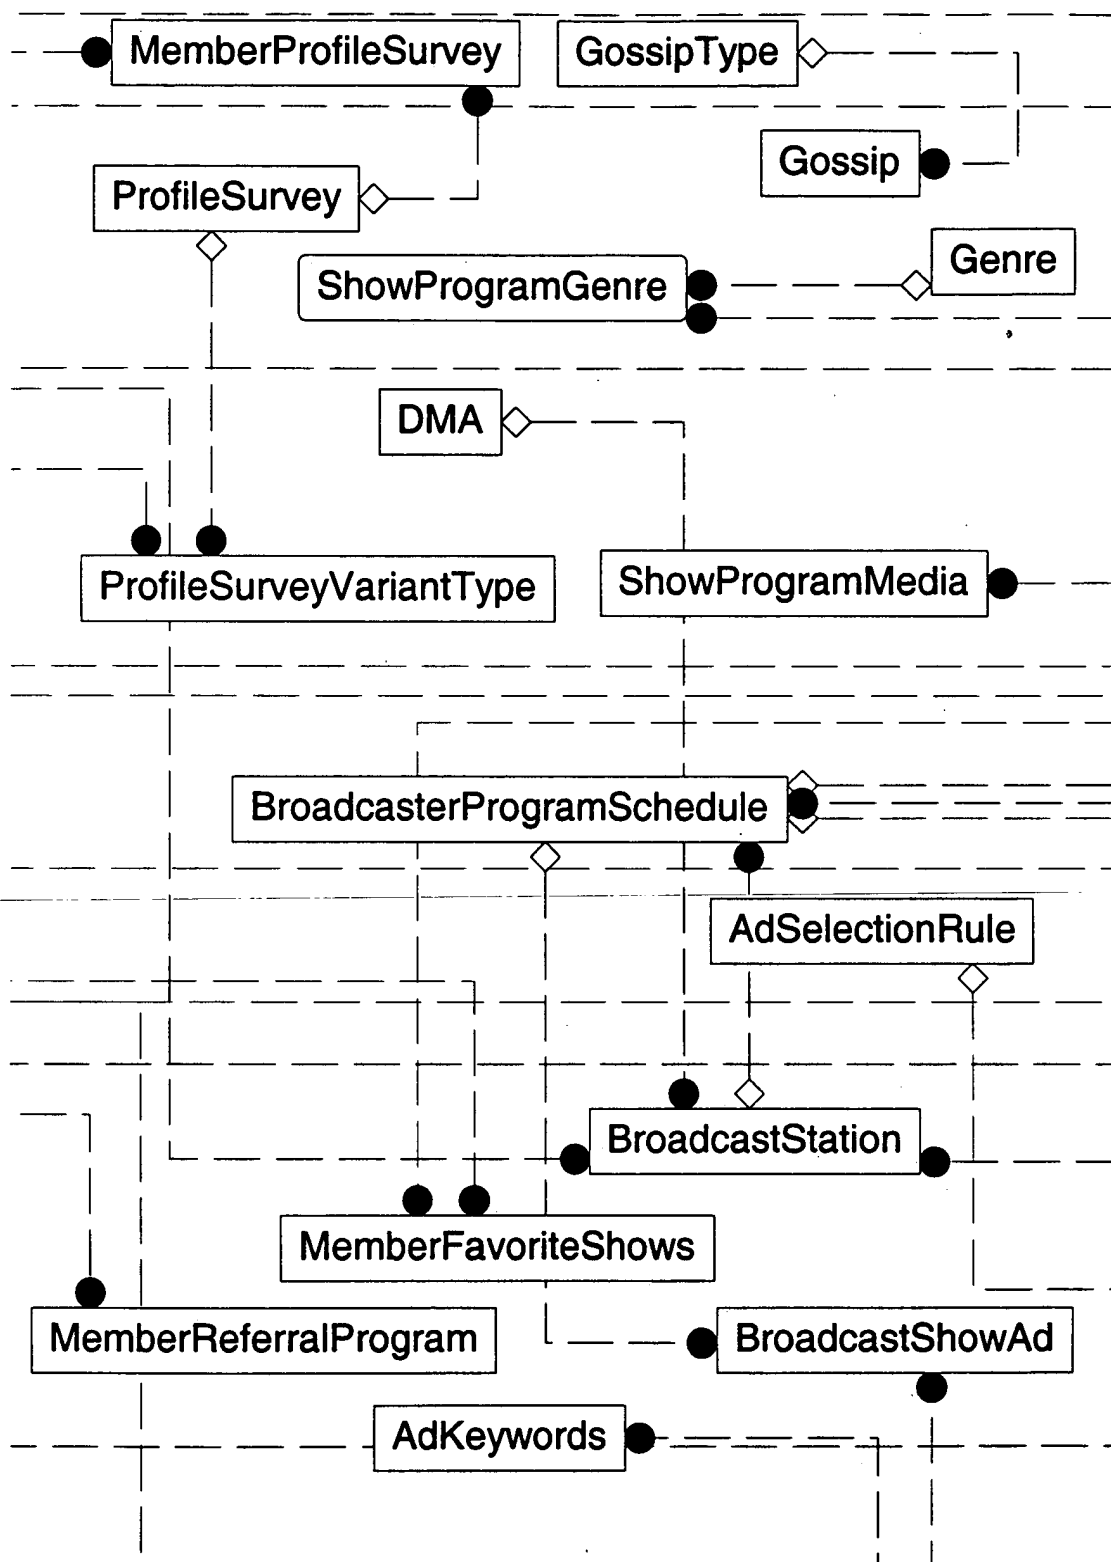 MemberProfileSurvey
GossipType
Gossip
ProfileSurvey
Genre
ShowProgramGenre
DMA
ProfileSurveyVariantType
ShowProgramMedia
BroadcasterProgramSchedule
AdSelectionRule
BroadcastStation
MemberFavoriteShows
MemberReferralProgram
BroadcastShowAd
AdKeywords